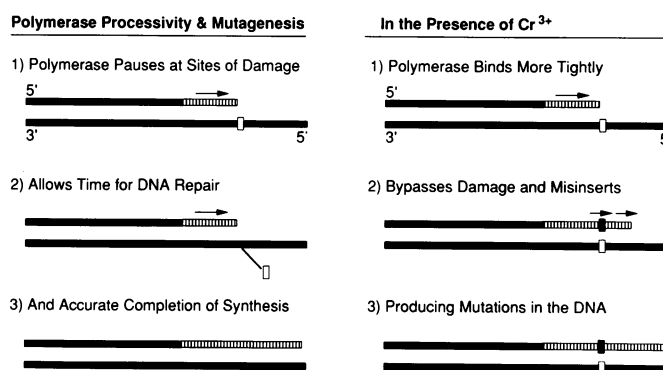 Polymerase Processivity & Mutagenesis
1) Polymerase Pauses at Sites of Damage
5'
3'
5'
2) Allows Time for DNA Repair
3) And Accurate Completion of Synthesis
In the Presence of Cr 3+
1) Polymerase Binds More Tightly
5'
3'
5
2) Bypasses Damage and Misinserts
3) Producing Mutations in the DNA